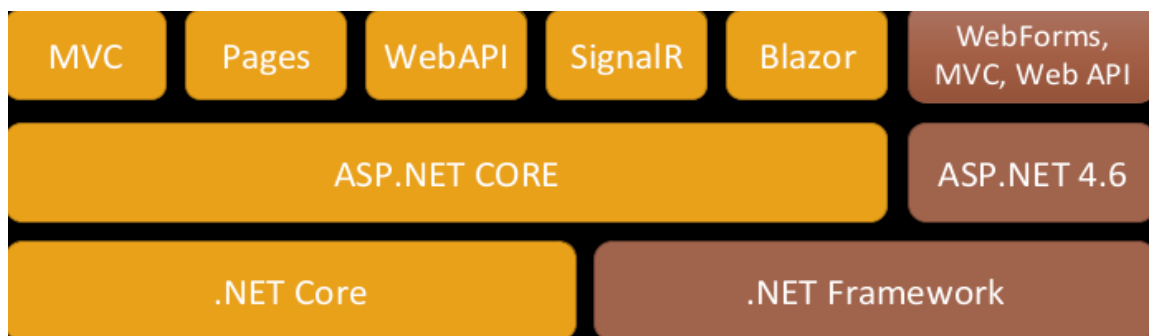 MVC
Pages
WebAPI
SignalR
Blazor
WebForms,
MVC, Web API
ASP.NET CORE
ASP.NET 4.6
.NET Core
.NET Framework